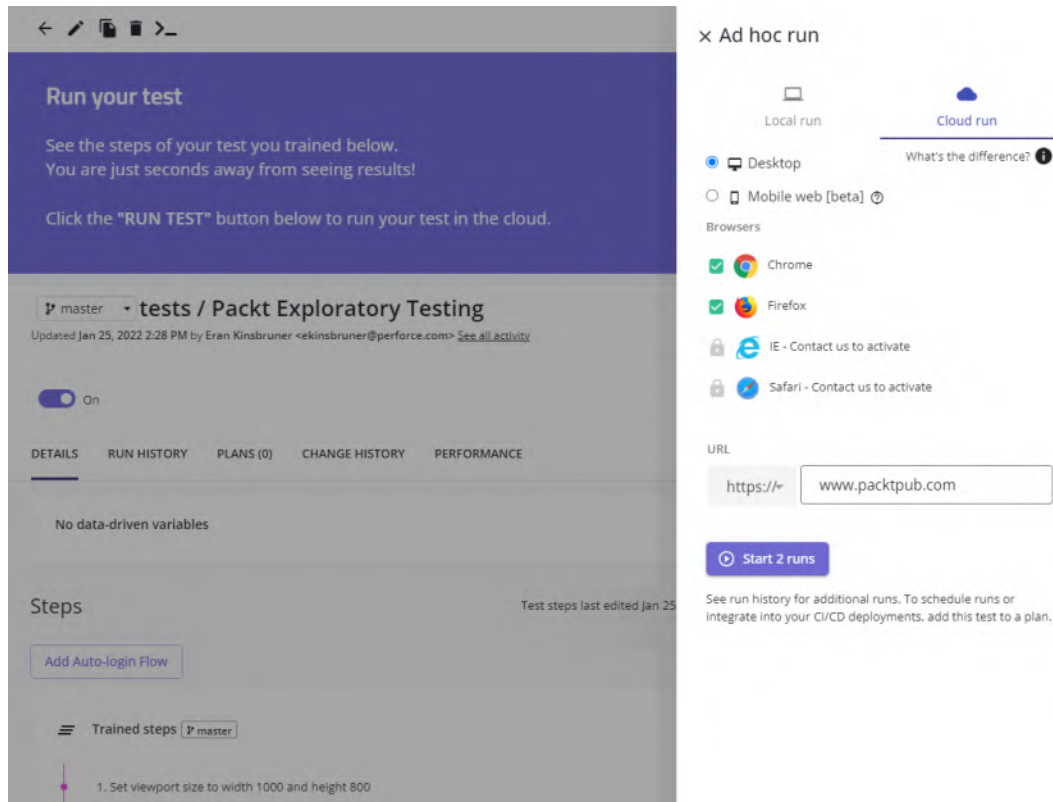 Run your test
See the steps of your test you trained below.
You are just seconds away from seeing results!
Click the "RUN TEST" button below to run your test in the cloud.
master tests / Packt Exploratory Testing
Updated Jan 25, 2022 2:28 PM by Eran Kinsbruner <ekinsbruner@perforce.com> See all activity
On
DETAILS RUN HISTORY PLANS (0) CHANGE HISTORY PERFORMANCE
No data-driven variables
Steps
Test steps last edited Jan 25
Add Auto-login Flow
Trained steps master
1. Set viewport size to width 1000 and height 800
× Ad hoc run
Local run Cloud run
Desktop What's the difference?
Mobile web [beta]
Browsers
Chrome
Firefox
IE - Contact us to activate
Safari - Contact us to activate
URL
https:// www.packtpub.com
Start 2 runs
See run history for additional runs. To schedule runs or
integrate into your CI/CD deployments, add this test to a plan.